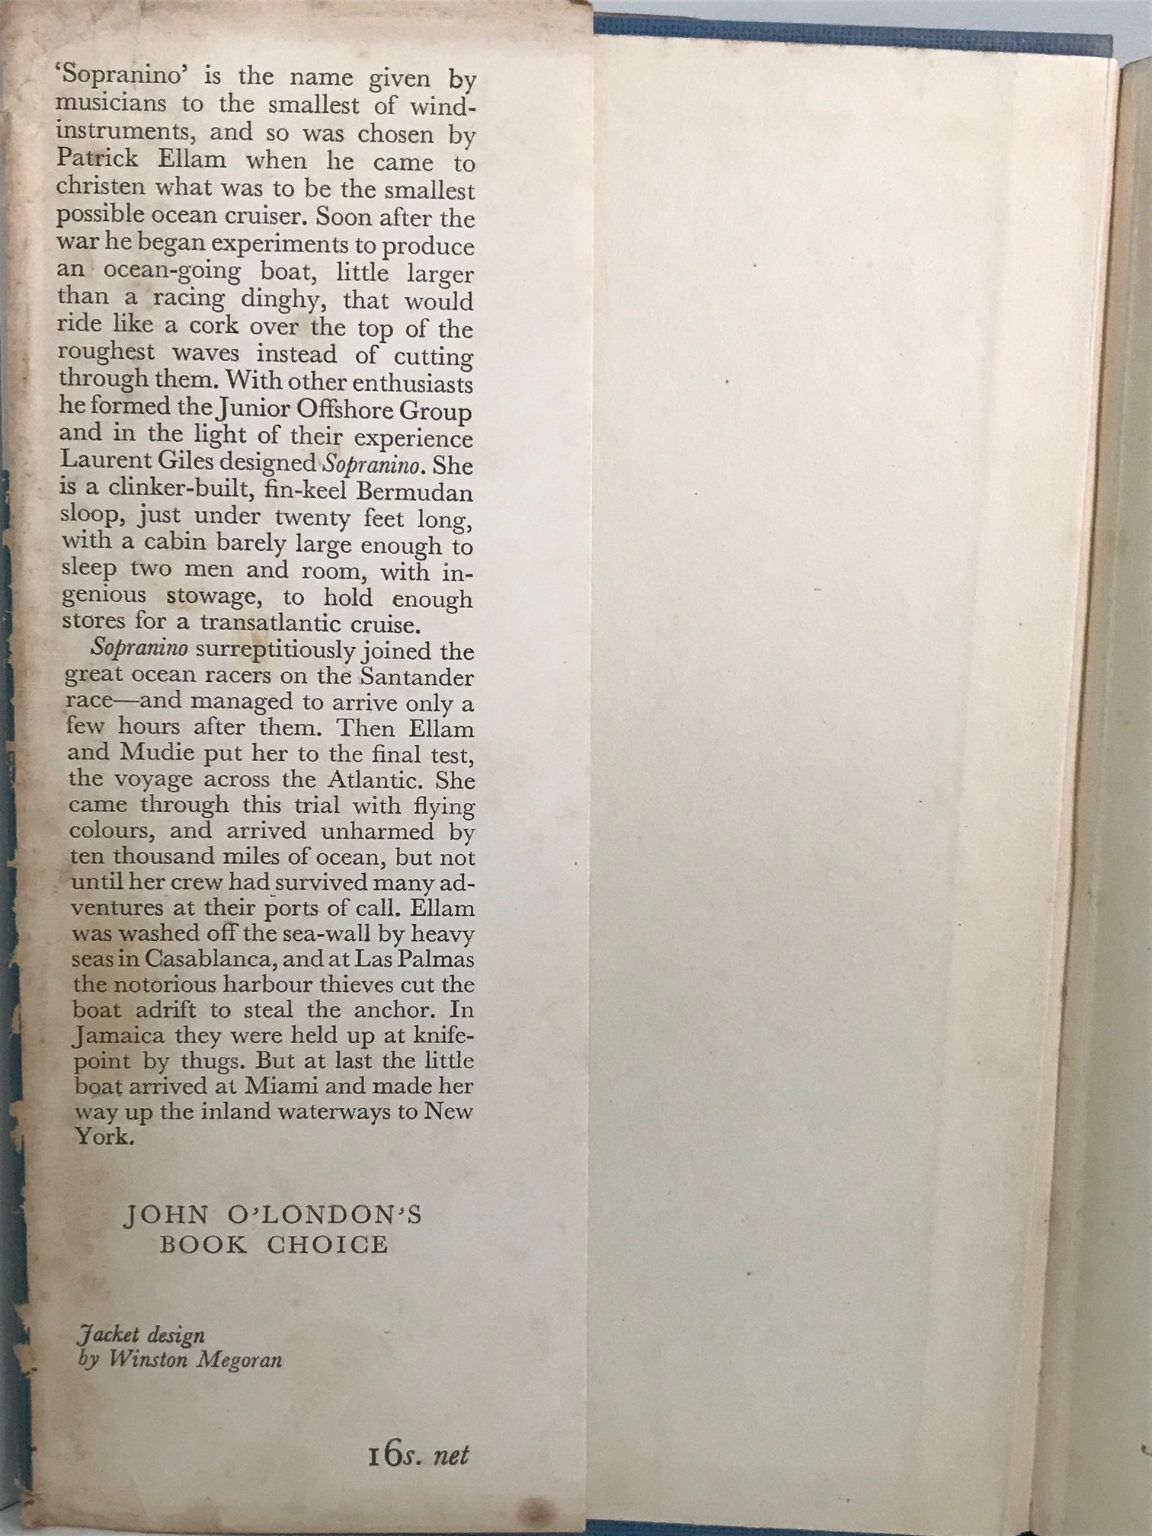 ‘Sopranino’ is the name given by
musicians to the smallest of wind-
instruments, and so was chosen by
Patrick Ellam when he came to
christen what was to be the smallest
possible ocean cruiser. Soon after the
war he began experiments to produce
an ocean-going boat, little larger
than a racing dinghy, that would
ride like a cork over the top of the
roughest waves instead of cutting
through them. With other enthusiasts
he formed the Junior Offshore Group
and in the light of their experience
Laurent Giles designed Sopranino. She
is a clinker-built, fin-keel Bermudan
sloop, just under twenty feet long,
with a cabin barely large enough to
sleep two men and room, with in-
genious stowage, to hold enough
stores for a transatlantic cruise.
Sopranino surreptitiously joined the
great ocean racers on the Santander
race—and managed to arrive only a
few hours after them. Then Ellam
and Mudie put her to the final test,
the voyage across the Atlantic. She
came through this trial with flying
colours, and arrived unharmed by
ten thousand miles of ocean, but not
until her crew had survived many ad-
ventures at their ports of call. Ellam
was washed off the sea-wall by heavy
seas in Casablanca, and at Las Palmas
the notorious harbour thieves cut the
boat adrift to steal the anchor. In
Jamaica they were held up at knife-
point by thugs. But at last the little
boat arrived at Miami and made her
way up the inland waterways to New
York.
JOHN O’LONDON’S
BOOK CHOICE
Jacket design
by Winston Megoran
16s. net